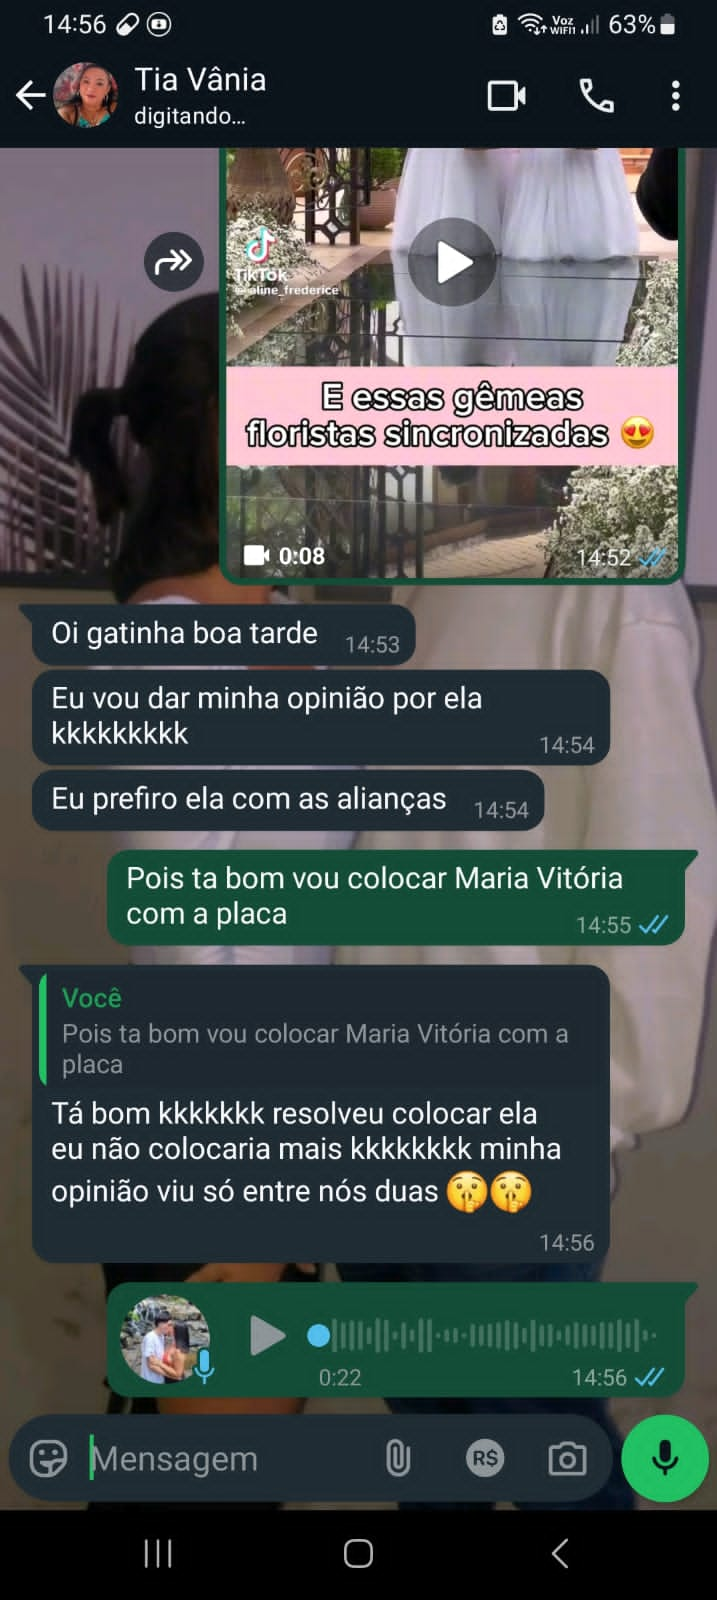 14:56
Voz
WIFI1
63%
Tia Vânia
digitando...
TikTok
E essas gêmeas
floristas sincronizadas 😍
0:08
14:52
Oi gatinha boa tarde
14:53
Eu vou dar minha opinião por ela
kkkkkkkkk
14:54
Eu prefiro ela com as alianças
14:54
Pois ta bom vou colocar Maria Vitória
com a placa
14:55
Você
Pois ta bom vou colocar Maria Vitória com a
placa
Tá bom kkkkkkk resolveu colocar ela
eu não colocaria mais kkkkkkkk minha
opinião viu só entre nós duas 🤫🤫
14:56
0:22
14:56
Mensagem
R$